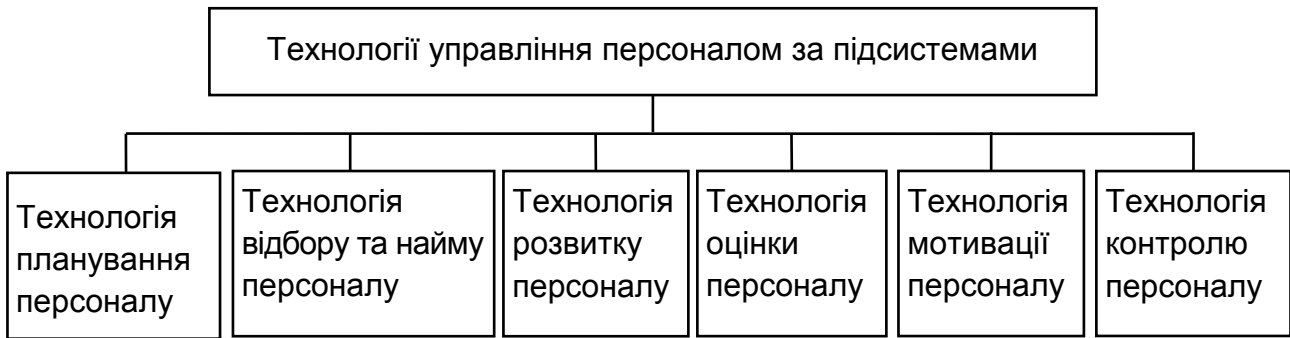 Технології управління персоналом за підсистемами
Технологія
планування
персоналу
Технологія
відбору та найму
персоналу
Технологія
розвитку
персоналу
Технологія
оцінки
персоналу
Технологія
мотивації
персоналу
Технологія
контролю
персоналу